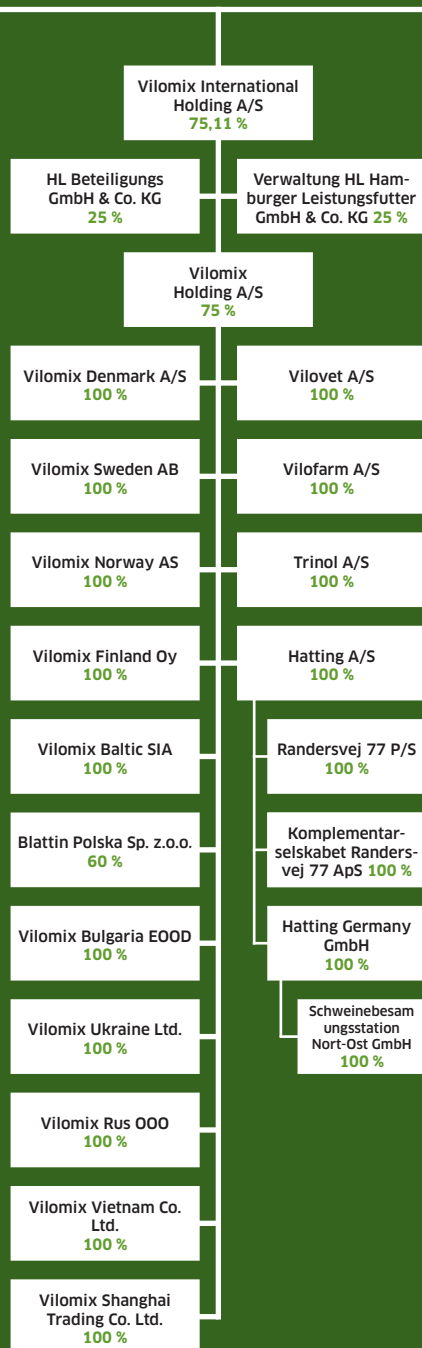 Vilomix International
Holding A/S
75,11 %
HL Beteiligungs
GmbH & Co. KG
25 %
Verwaltung HL Ham-
burger Leistungsfutter
GmbH & Co. KG 25 %
Vilomix
Holding A/S
75 %
Vilomix Denmark A/S
100 %
Vilovet A/S
100 %
Vilomix Sweden AB
100 %
Vilofarm A/S
100 %
Vilomix Norway AS
100 %
Trinol A/S
100 %
Vilomix Finland Oy
100 %
Hatting A/S
100 %
Vilomix Baltic SIA
100 %
Randersvej 77 P/S
100 %
Blattin Polska Sp. z.o.o.
60 %
Komplementar-
selskabet Randers-
vej 77 ApS 100 %
Vilomix Bulgaria EOOD
100 %
Hatting Germany
GmbH
100 %
Vilomix Ukraine Ltd.
100 %
Schweinebesam
ungsstation
Nort-Ost GmbH
100 %
Vilomix Rus OOO
100 %
Vilomix Vietnam Co.
Ltd.
100 %
Vilomix Shanghai
Trading Co. Ltd.
100 %